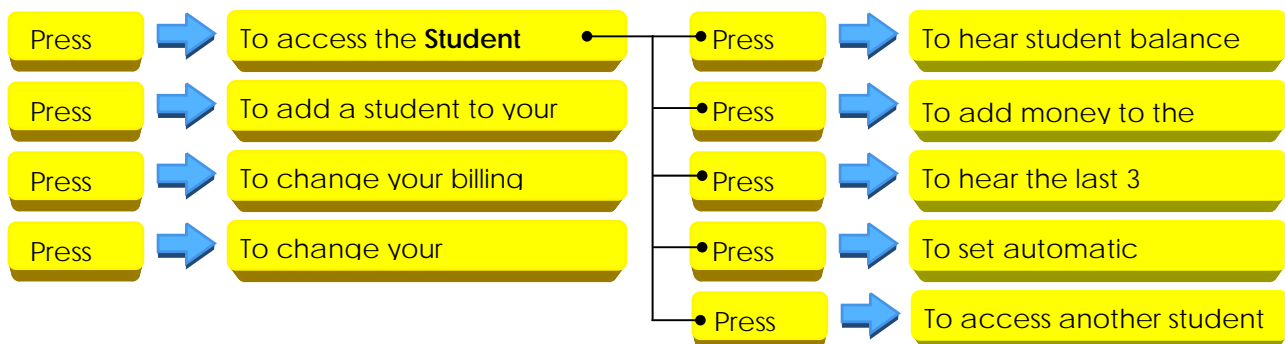 Press To access the Student
Press To add a student to your
Press To change your billing
Press To change your
Press To hear student balance
Press To add money to the
Press To hear the last 3
Press To set automatic
Press To access another student